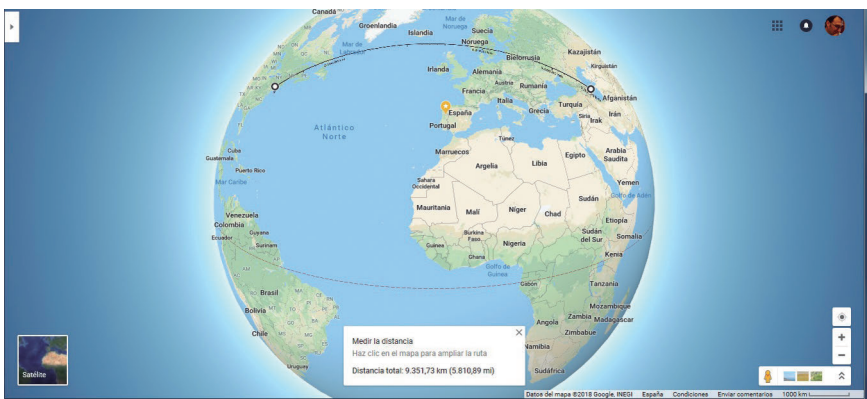 Canadá
Groenlandia
Islandia
Mar de
Noruega
Suecia
Noruega
Mar de
Labrador
Bielorrusia
Kazajistán
Kirguistán
Irlanda
Alemania
Austria
Rumanía
Francia
Italia
Turquía
Afganistán
España
Grecia
Siria
Irak
Irán
Portugal
Atlántico
Norte
Túnez
Marruecos
Argelia
Libia
Egipto
Arabia
Saudita
Cuba
Guatemala
Puerto Rico
Mar Caribe
Sahara
Occidental
Yemen
Golfo de Adén
Mauritania
Malí
Níger
Chad
Sudán
Venezuela
Colombia
Guyana
Surinam
Ecuador
Burkina
Faso
Guinea
Ghana
Nigeria
Etiopía
Sudán
del Sur
Somalia
Kenia
Golfo de
Guinea
Gabón
Tanzania
Brasil
Bolivia
Chile
Uruguay
Mozambique
Angola
Zambia
Madagascar
Zimbabue
Namibia
Sudáfrica
Medir la distancia
Haz clic en el mapa para ampliar la ruta
Distancia total: 9.351,73 km (5.810,89 mi)
Satélite
Datos del mapa ©2018 Google, INEGI España Condiciones Enviar comentarios 1000 km